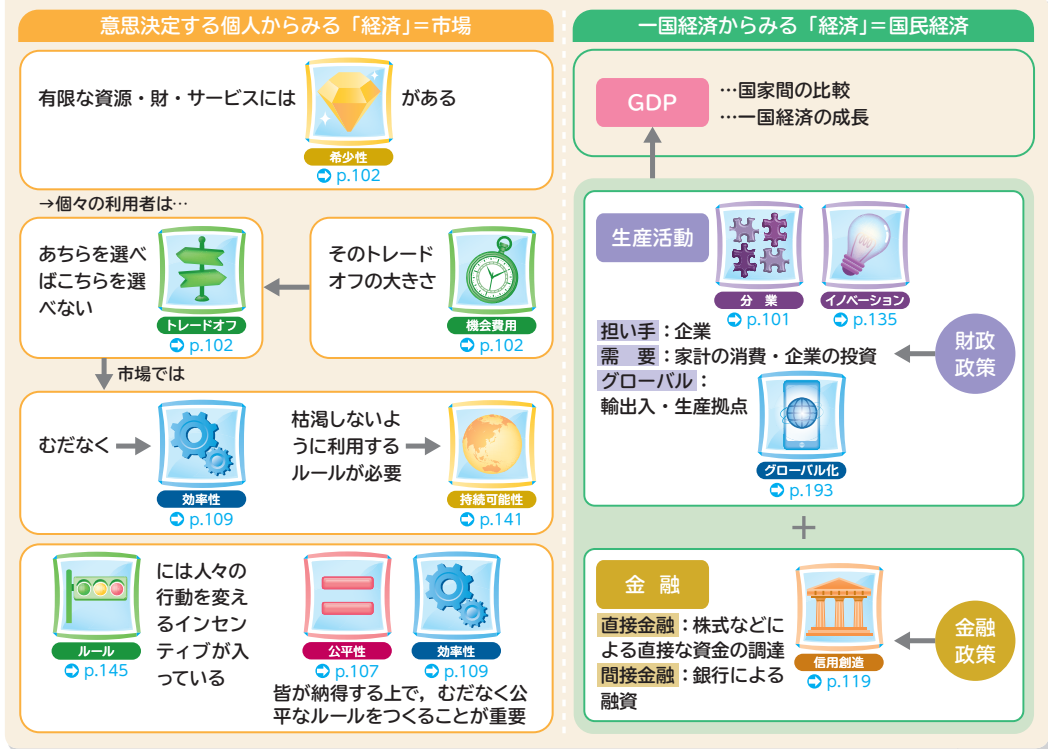 意思決定する個人からみる「経済」＝市場
有限な資源・財・サービスには
がある
希少性
p.102
→個々の利用者は…
あちらを選べ
ばこちらを選
べない
トレードオフ
p.102
そのトレード
オフの大きさ
機会費用
p.102
市場では
むだなく
効率性
p.109
枯渇しないよ
うに利用する
ルールが必要
持続可能性
p.141
ルール
p.145
には人々の
行動を変え
るインセン
ティブが入
っている
公平性
p.107
効率性
p.109
皆が納得する上で，むだなく公
平なルールをつくることが重要
一国経済からみる「経済」＝国民経済
GDP
…国家間の比較
…一国経済の成長
生産活動
分業
p.101
イノベーション
p.135
担い手：企業
需　要：家計の消費・企業の投資
グローバル：
輸出入・生産拠点
グローバル化
p.193
財政
政策
＋
金　融
直接金融：株式などに
よる直接な資金の調達
間接金融：銀行による
融資
信用創造
p.119
金融
政策